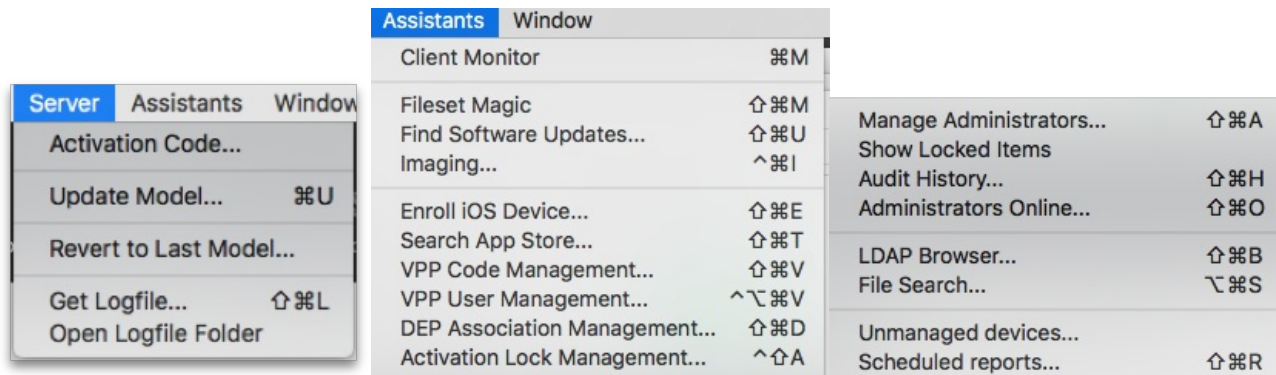 Server Assistants Window
Activation Code...
Update Model... ⌘U
Revert to Last Model...
Get Logfile... ⇧⌘L
Open Logfile Folder
Assistants Window
Client Monitor ⌘M
Fileset Magic ⇧⌘M
Find Software Updates... ⇧⌘U
Imaging... ^⌘I
Enroll iOS Device... ⇧⌘E
Search App Store... ⇧⌘T
VPP Code Management... ⇧⌘V
VPP User Management... ^⌥⌘V
DEP Association Management... ⇧⌘D
Activation Lock Management... ^⇧A
Manage Administrators... ⇧⌘A
Show Locked Items
Audit History... ⇧⌘H
Administrators Online... ⇧⌘O
LDAP Browser... ⇧⌘B
File Search... ⌥⌘S
Unmanaged devices...
Scheduled reports... ⇧⌘R